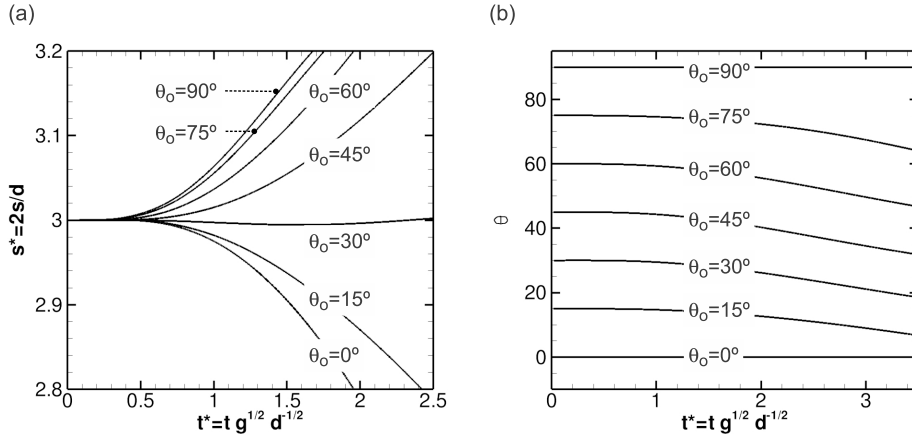 (a)
(b)
3.2
3.1
3
2.9
2.8
s*=2s/d
θo=90º
θo=75º
θo=60º
θo=45º
θo=30º
θo=15º
θo=0º
0 0.5 1 1.5 2 2.5
t*=t g^1/2 d^-1/2
80
60
40
20
0
θ
θo=90º
θo=75º
θo=60º
θo=45º
θo=30º
θo=15º
θo=0º
0 1 2 3
t*=t g^1/2 d^-1/2